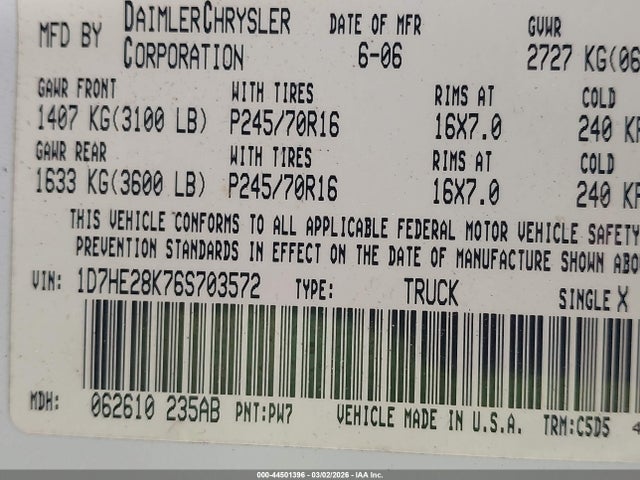 MFD BY DAIMLERCHRYSLER CORPORATION DATE OF MFR 6-06 GVWR 2727 KG(06
GAWR FRONT WITH TIRES RIMS AT COLD
1407 KG(3100 LB) P245/70R16 16X7.0 240
GAWR REAR WITH TIRES RIMS AT COLD
1633 KG(3600 LB) P245/70R16 16X7.0 240
THIS VEHICLE CONFORMS TO ALL APPLICABLE FEDERAL MOTOR VEHICLE SAFETY
PREVENTION STANDARDS IN EFFECT ON THE DATE OF MANUFACTURE SHOWN ABO
VIN: 1D7HE28K76S703572 TYPE: TRUCK SINGLE X
MDH: 062610 235AB PNT:PW7 VEHICLE MADE IN U.S.A. TRM:C5D5 4
000-44501396 - 03/02/2026 - IAA Inc.